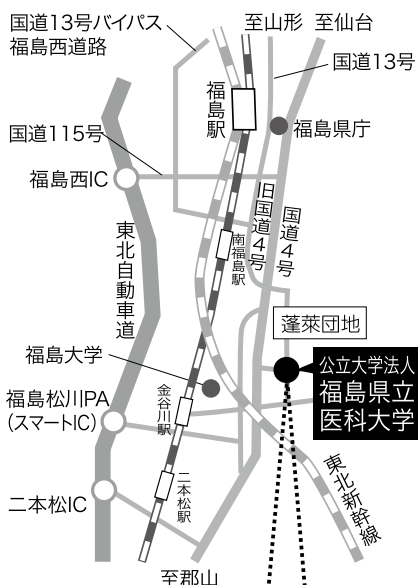 国道13号バイパス
福島西道路
至山形 至仙台
国道13号
福島駅
福島県庁
国道115号
福島西IC
旧国道4号
国道4号
南福島駅
東北自動車道
蓬萊団地
公立大学法人
福島県立
医科大学
福島大学
福島松川PA
(スマートIC)
金谷川駅
二本松IC
二本松駅
東北新幹線
至郡山